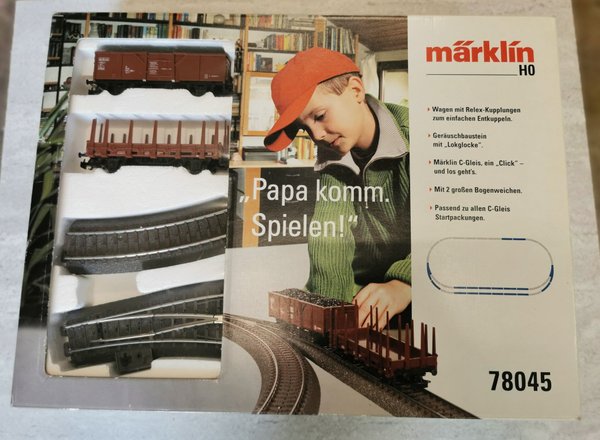 märklin
HO
Wagen mit Relex-Kupplungen
zum einfachen Entkuppeln.
Geräuschbaustein
mit „Lokglocke".
Märklin C-Gleis, ein „Click" –
und los geht's.
Mit 2 großen Bogenweichen.
Passend zu allen C-Gleis
Startpackungen.
„Papa komm.
Spielen!"
78045